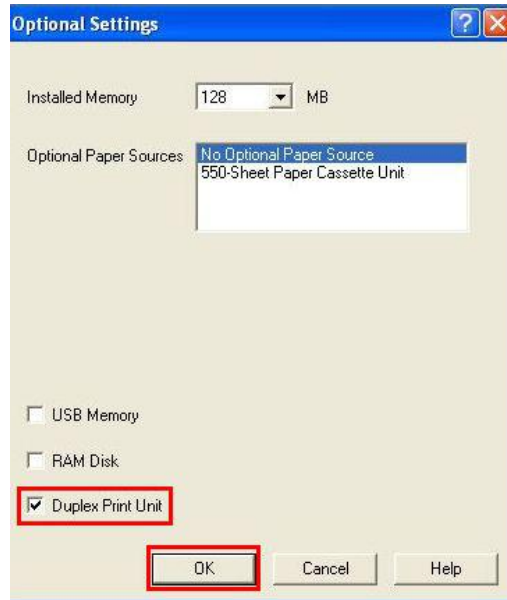 Optional Settings
Installed Memory 128 MB
Optional Paper Sources No Optional Paper Source
550-Sheet Paper Cassette Unit
USB Memory
RAM Disk
Duplex Print Unit
OK Cancel Help